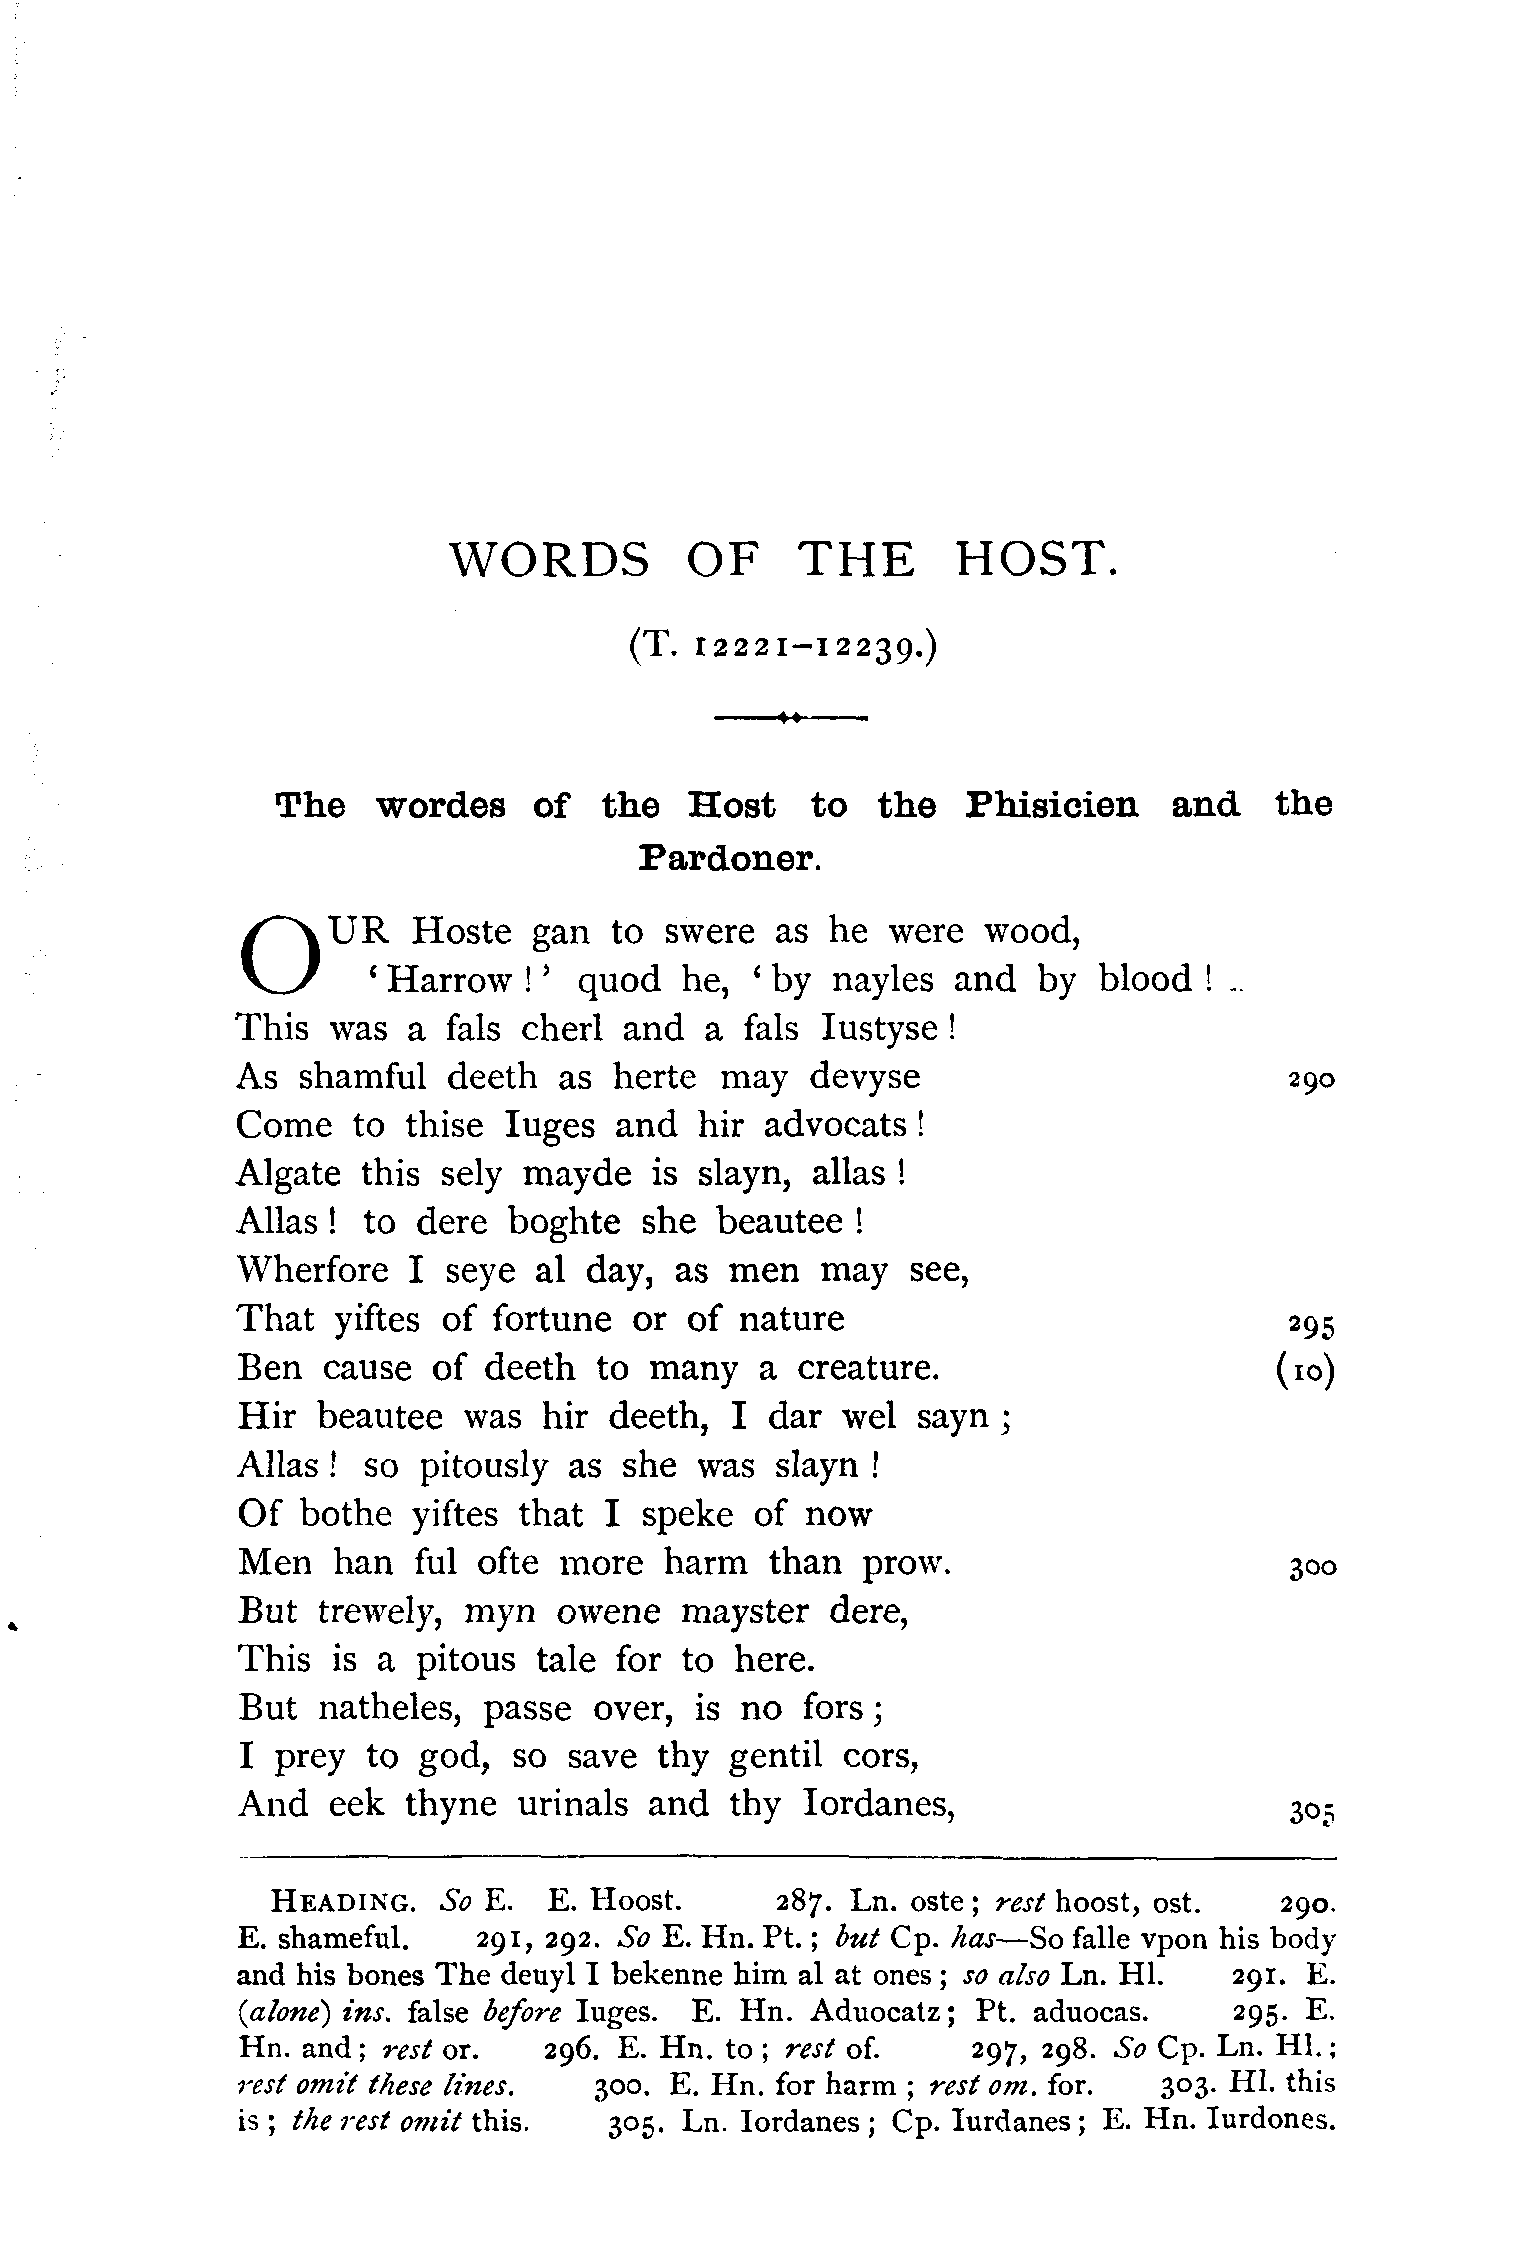 WORDS OF THE HOST.
(T. 12221–12239.)
The wordes of the Host to the Phisicien and the
Pardoner.
OUR Hoste gan to swere as he were wood,
‘Harrow!’ quod he, ‘by nayles and by blood!
This was a fals cherl and a fals Iustyse!
As shamful deeth as herte may devyse 290
Come to thise Iuges and hir advocats!
Algate this sely mayde is slayn, allas!
Allas! to dere boghte she beautee!
Wherfore I seye al day, as men may see,
That yiftes of fortune or of nature 295
Ben cause of deeth to many a creature. (10)
Hir beautee was hir deeth, I dar wel sayn;
Allas! so pitously as she was slayn!
Of bothe yiftes that I speke of now
Men han ful ofte more harm than prow. 300
But trewely, myn owene mayster dere,
This is a pitous tale for to here.
But natheles, passe over, is no fors;
I prey to god, so save thy gentil cors,
And eek thyne urinals and thy Iordanes, 305
HEADING. So E. E. Hoost. 287. Ln. oste; rest hoost, ost. 290.
E. shameful. 291, 292. So E. Hn. Pt.; but Cp. has—So falle vpon his body
and his bones The deuyl I bekenne him al at ones; so also Ln. Hl. 291. E.
(alone) ins. false before Iuges. E. Hn. Aduocatz; Pt. aduocas. 295. E.
Hn. and; rest or. 296. E. Hn. to; rest of. 297, 298. So Cp. Ln. Hl.;
rest omit these lines. 300. E. Hn. for harm; rest om. for. 303. Hl. this
is; the rest omit this. 305. Ln. Iordanes; Cp. Iurdanes; E. Hn. Iurdones.